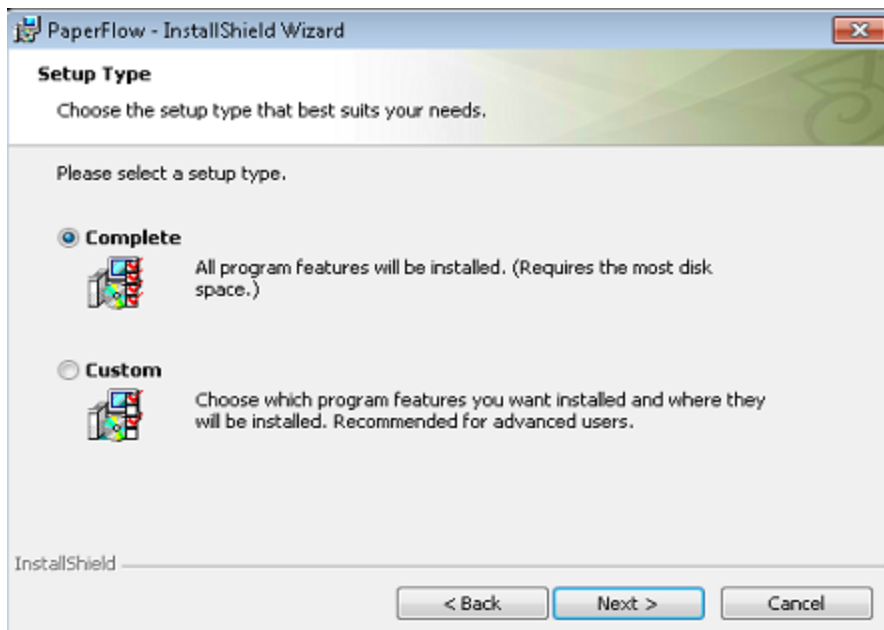 PaperFlow - InstallShield Wizard
Setup Type
Choose the setup type that best suits your needs.
Please select a setup type.
Complete
All program features will be installed. (Requires the most disk
space.)
Custom
Choose which program features you want installed and where they
will be installed. Recommended for advanced users.
InstallShield
< Back
Next >
Cancel